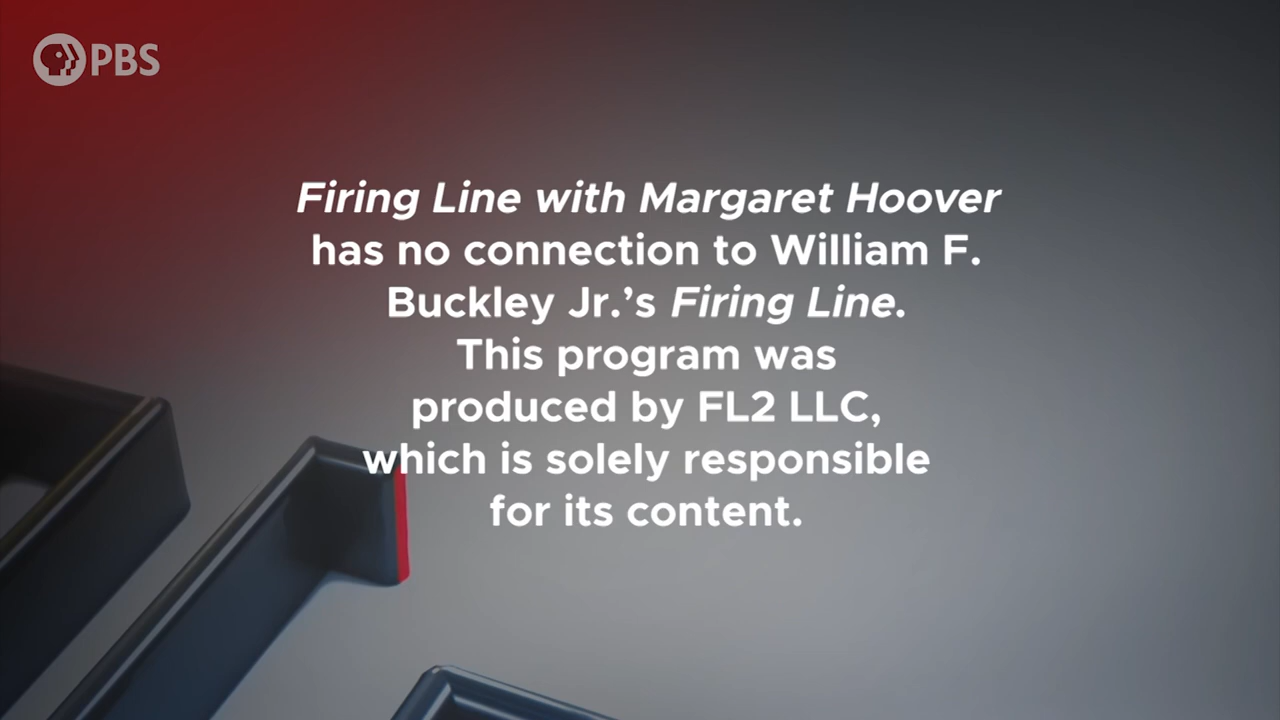 PBS
Firing Line with Margaret Hoover
has no connection to William F.
Buckley Jr.’s Firing Line.
This program was
produced by FL2 LLC,
which is solely responsible
for its content.